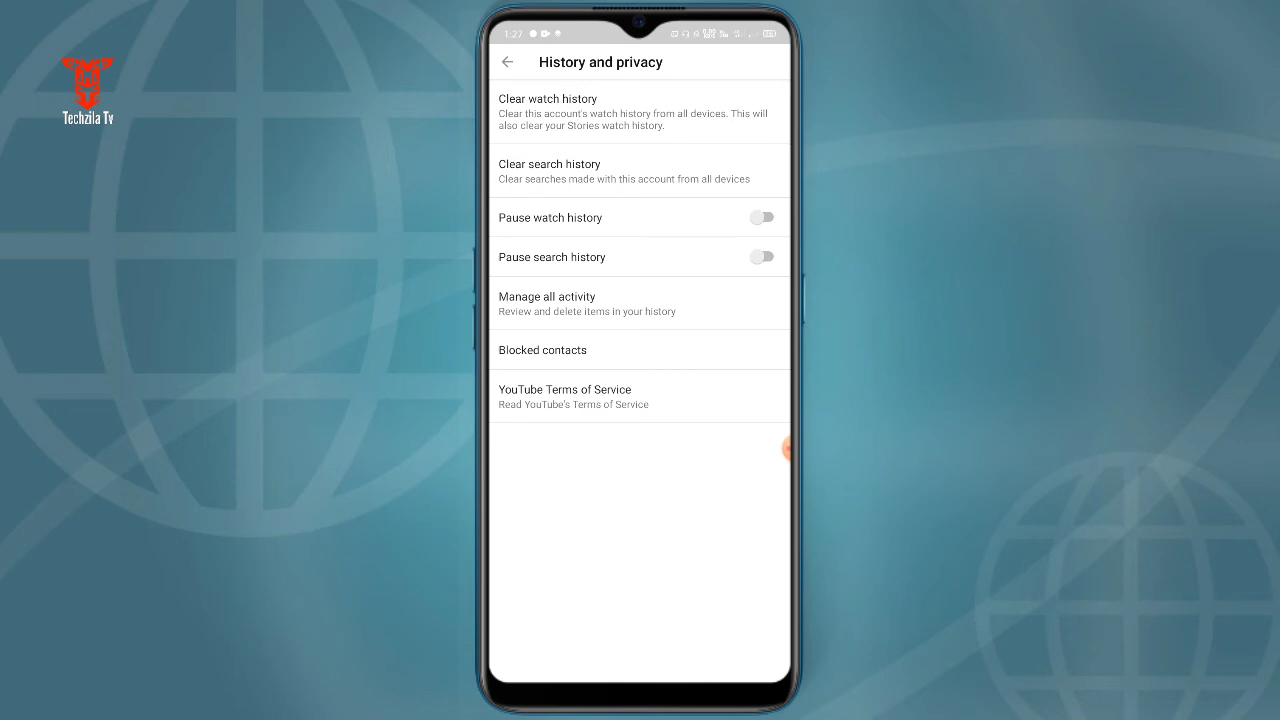 Techzila Tv
1:27
History and privacy
Clear watch history
Clear this account's watch history from all devices. This will
also clear your Stories watch history.
Clear search history
Clear searches made with this account from all devices
Pause watch history
Pause search history
Manage all activity
Review and delete items in your history
Blocked contacts
YouTube Terms of Service
Read YouTube's Terms of Service